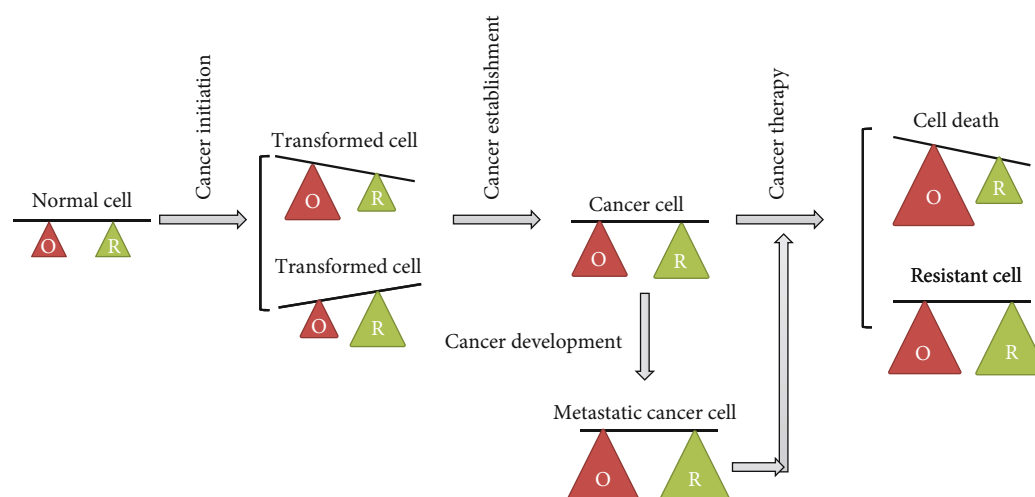 Normal cell
O
R
Cancer initiation
Transformed cell
O
R
Transformed cell
O
R
Cancer establishment
Cancer cell
O
R
Cancer development
Metastatic cancer cell
O
R
Cancer therapy
Cell death
O
R
Resistant cell
O
R